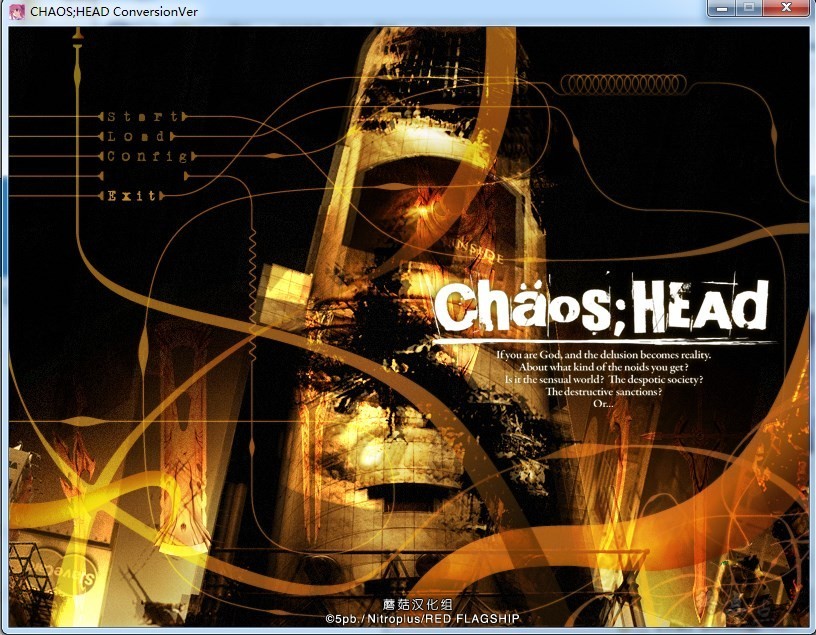 CHAOS;HEAD ConversionVer
Start
Load
Config
Exit
INSIDE
Chäos;HEAd
If you are God, and the delusion becomes reality.
About what kind of the noids you get?
Is it the sensual world? The despotic society?
The destructive sanctions?
Or...
蘑菇汉化组
©5pb./Nitroplus/RED FLAGSHIP